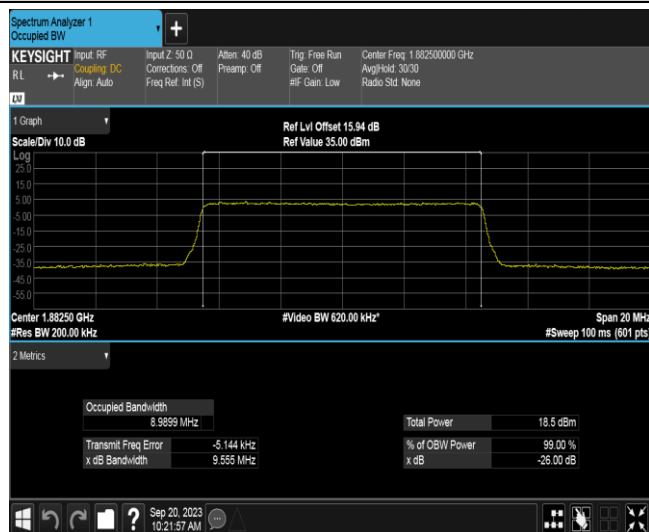 Spectrum Analyzer 1
Occupied BW
+
KEYSIGHT Input: RF Input Z: 50 Ω Atten: 40 dB Trig: Free Run Center Freq: 1.882500000 GHz
RL Coupling: DC Corrections: Off Preamp: Off Gate: Off Avg|Hold: 30/30
Align: Auto Freq Ref: Int (S) #IF Gain: Low Radio Std: None
LXI
1 Graph Ref Lvl Offset 15.94 dB
Scale/Div 10.0 dB Ref Value 35.00 dBm
Log
25.0
15.0
5.00
-5.00
-15.0
-25.0
-35.0
-45.0
-55.0
Center 1.88250 GHz #Video BW 620.00 kHz* Span 20 MHz
#Res BW 200.00 kHz #Sweep 100 ms (601 pts)
2 Metrics
Occupied Bandwidth
8.9899 MHz Total Power 18.5 dBm
Transmit Freq Error -5.144 kHz % of OBW Power 99.00 %
x dB Bandwidth 9.555 MHz x dB -26.00 dB
? Sep 20, 2023
10:21:57 AM